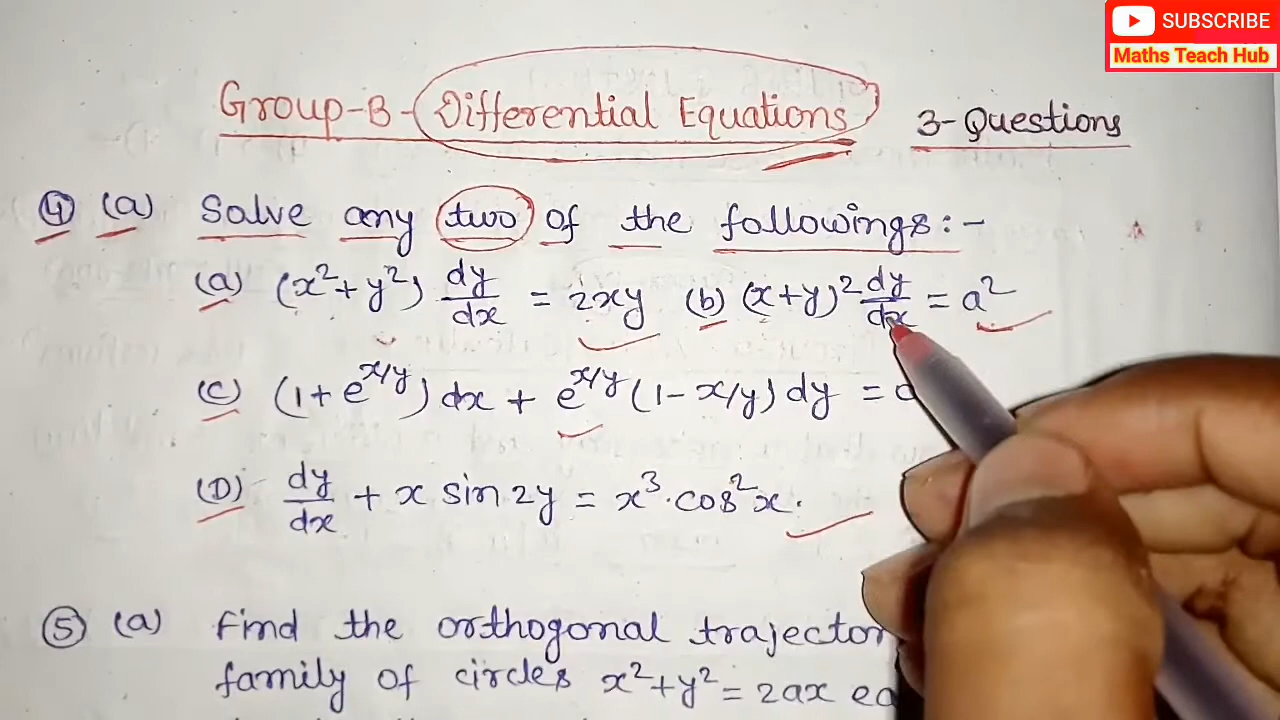 SUBSCRIBE
Maths Teach Hub
Group-B- Differential Equations 3-Questions
④ (a) Solve any two of the followings:-
(a) (x²+y²) dy/dx = 2xy (b) (x+y)² dy/dx = a²
(C) (1+e^x/y) dx + e^x/y (1-x/y) dy =
(D) dy/dx + x sin 2y = x³·cos²x.
⑤ (a) Find the orthogonal
family of circles x²+y² = 2ax